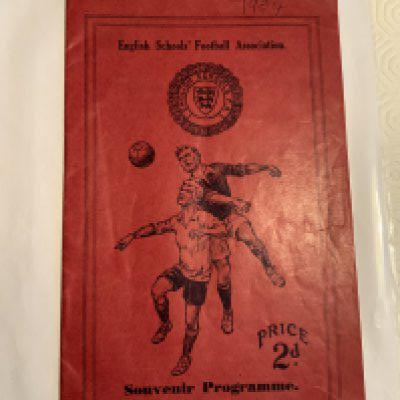 English Schools' Football Association.
PRICE
2d.
Souvenir Programme.